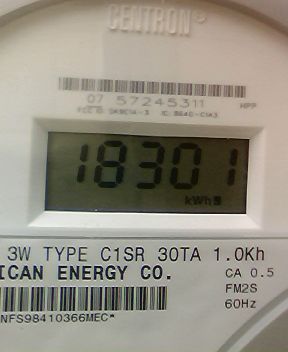 CENTRON®
07 57245311 HPP
18301
kWh
3W TYPE C1SR 30TA 1.0Kh
ICAN ENERGY CO.
CA 0.5
FM2S
60Hz
NFS98410366MEC*